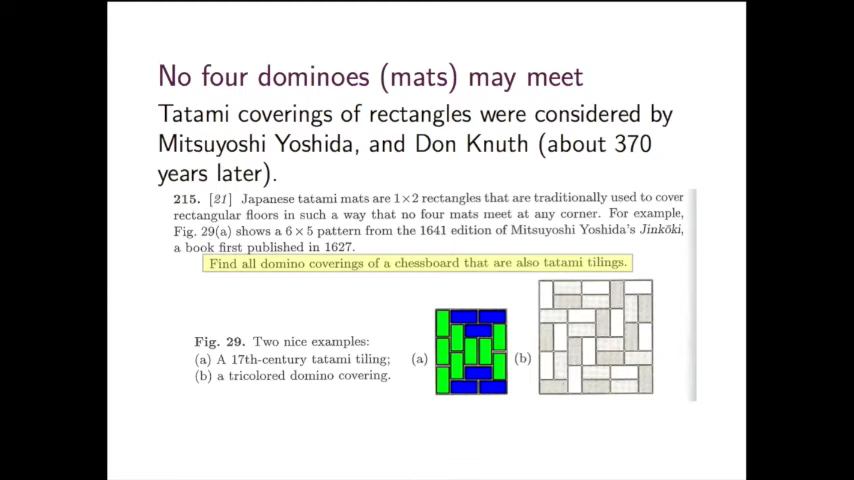 No four dominoes (mats) may meet
Tatami coverings of rectangles were considered by
Mitsuyoshi Yoshida, and Don Knuth (about 370
years later).
215. [21] Japanese tatami mats are 1×2 rectangles that are traditionally used to cover
rectangular floors in such a way that no four mats meet at any corner. For example,
Fig. 29(a) shows a 6 × 5 pattern from the 1641 edition of Mitsuyoshi Yoshida's Jinkōki,
a book first published in 1627.
Find all domino coverings of a chessboard that are also tatami tilings.
Fig. 29. Two nice examples:
(a) A 17th-century tatami tiling;
(b) a tricolored domino covering.
(a)
(b)